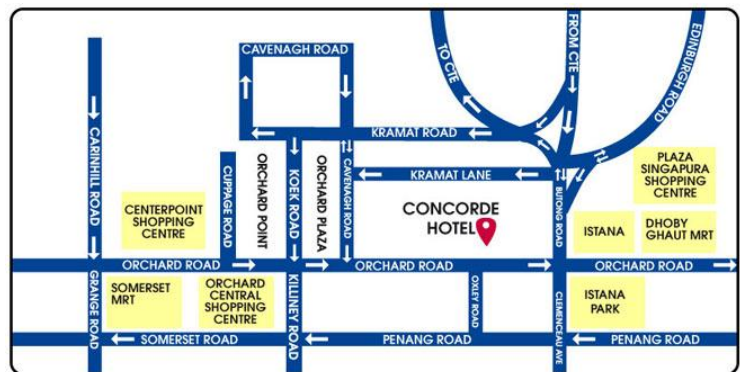 CAVENAGH ROAD
TO CTE
FROM CTE
EDINBURGH ROAD
CARINHILL ROAD
KRAMAT ROAD
CUPPAGE ROAD
ORCHARD POINT
KOEK ROAD
ORCHARD PLAZA
CAVENAGH ROAD
KRAMAT LANE
PLAZA
SINGAPURA
SHOPPING
CENTRE
CENTERPOINT
SHOPPING
CENTRE
CONCORDE
HOTEL
BUTONG ROAD
ISTANA
DHOBY
GHAUT MRT
ORCHARD ROAD
ORCHARD ROAD
ORCHARD ROAD
GRANGE ROAD
SOMERSET
MRT
ORCHARD
CENTRAL
SHOPPING
CENTRE
KILLINEY ROAD
OXLEY ROAD
CLEMENCEAU AVE
ISTANA
PARK
SOMERSET ROAD
PENANG ROAD
PENANG ROAD